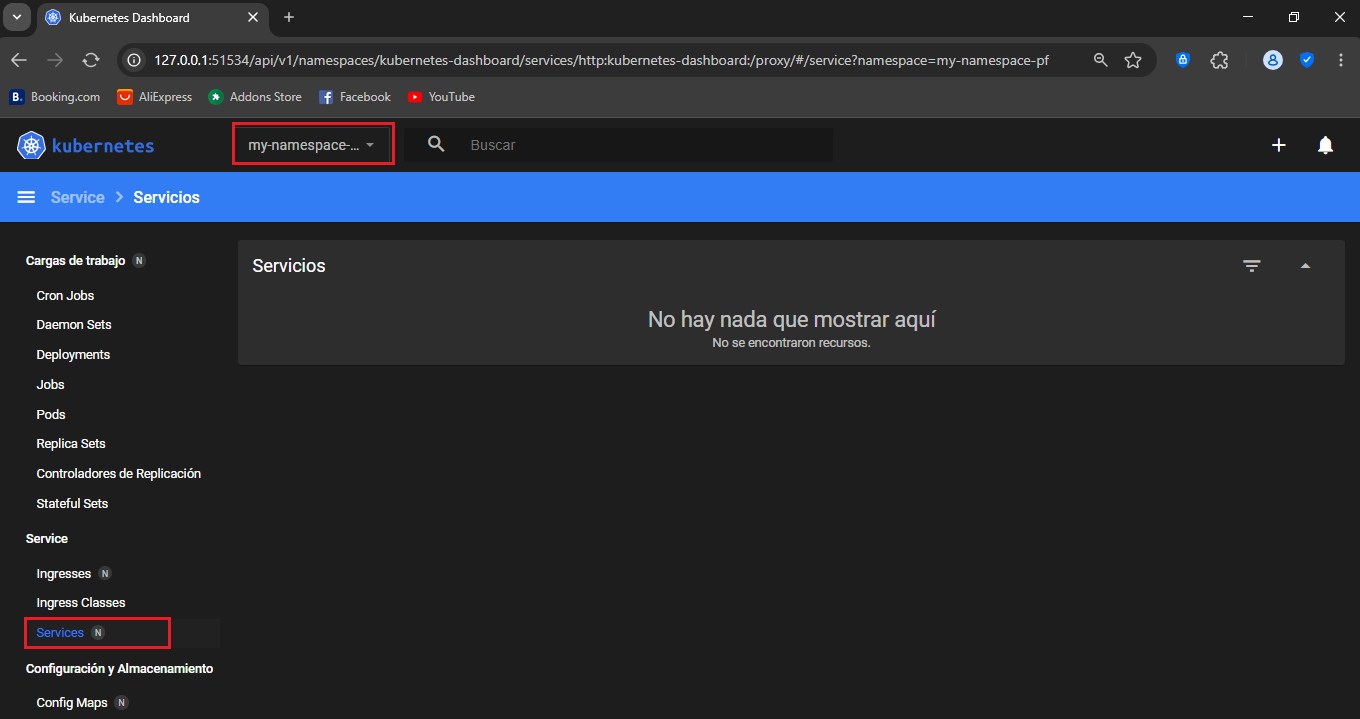 Kubernetes Dashboard
127.0.0.1:51534/api/v1/namespaces/kubernetes-dashboard/services/http:kubernetes-dashboard:/proxy/#/service?namespace=my-namespace-pf
B. Booking.com AliExpress Addons Store Facebook YouTube
kubernetes my-namespace-... Buscar
Service > Servicios
Cargas de trabajo N
Servicios
Cron Jobs
No hay nada que mostrar aquí
Daemon Sets
No se encontraron recursos.
Deployments
Jobs
Pods
Replica Sets
Controladores de Replicación
Stateful Sets
Service
Ingresses N
Ingress Classes
Services N
Configuración y Almacenamiento
Config Maps N